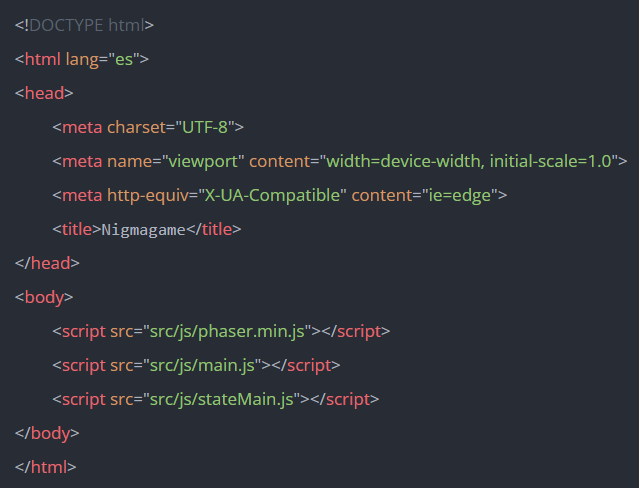 <!DOCTYPE html>
<html lang="es">
<head>
<meta charset="UTF-8">
<meta name="viewport" content="width=device-width, initial-scale=1.0">
<meta http-equiv="X-UA-Compatible" content="ie=edge">
<title>Nigmagame</title>
</head>
<body>
<script src="src/js/phaser.min.js"></script>
<script src="src/js/main.js"></script>
<script src="src/js/stateMain.js"></script>
</body>
</html>